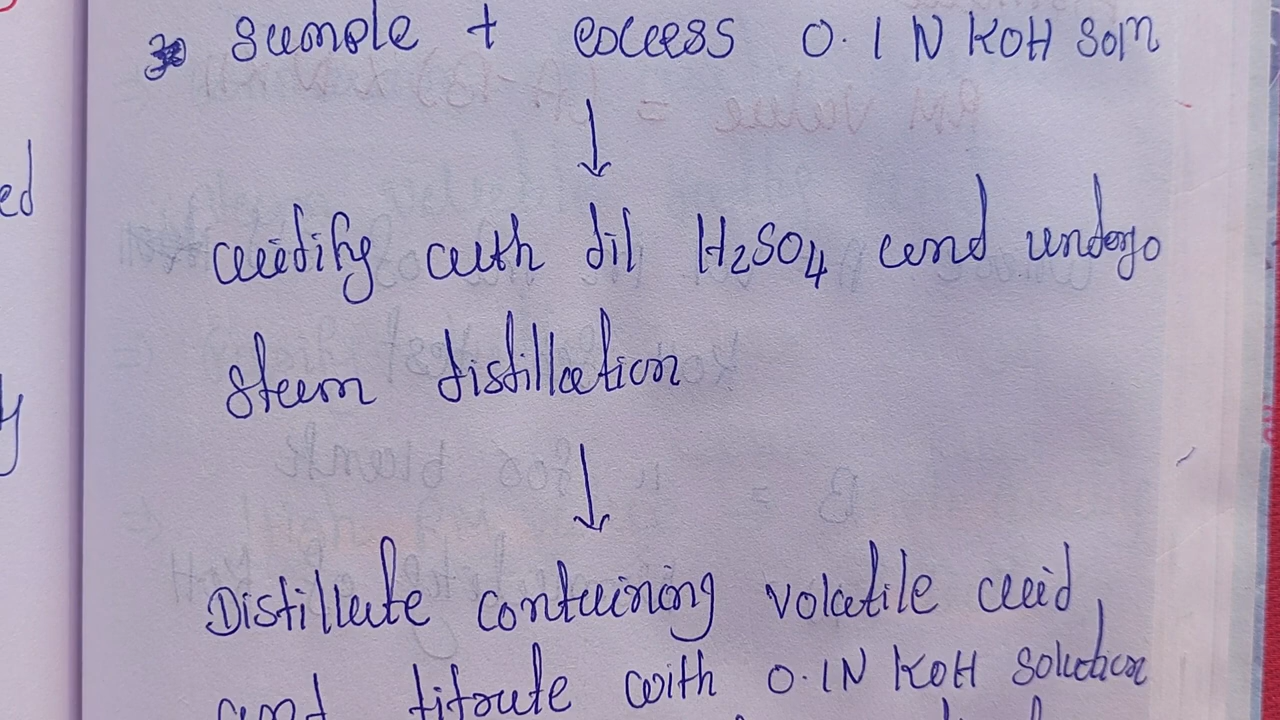 sample + excess 0.1 N KOH soln
↓
acidify with dil H₂SO₄ and undergo
steam distillation
↓
Distillate containing volatile acid,
and titrate with 0.1N KOH solution
ed
y